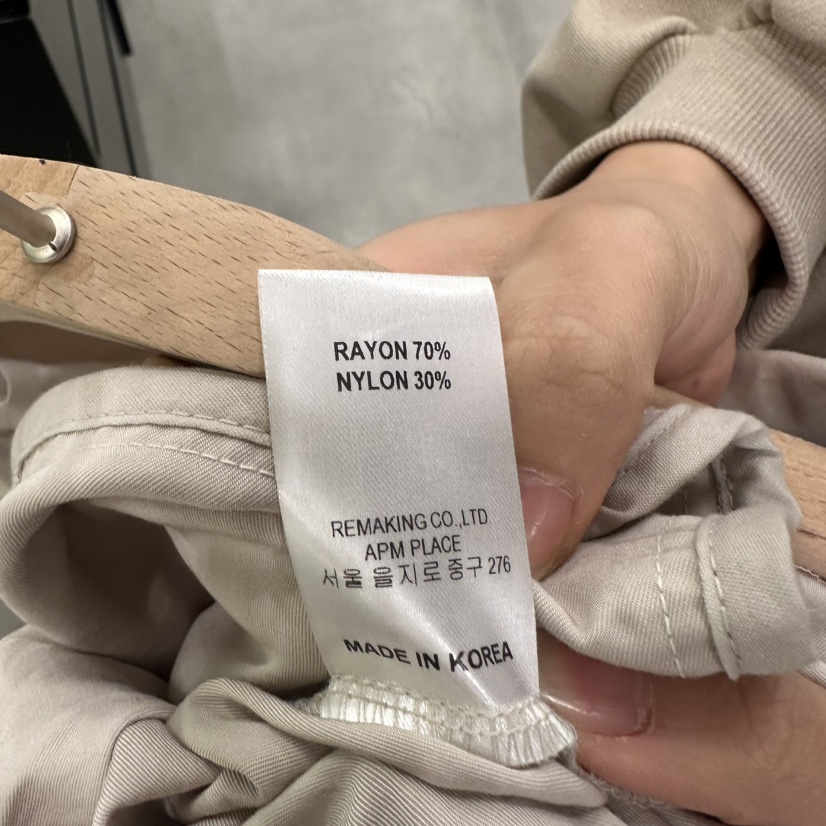 RAYON 70%
NYLON 30%
REMAKING CO.,LTD
APM PLACE
서울 을지로 중구 276
MADE IN KOREA